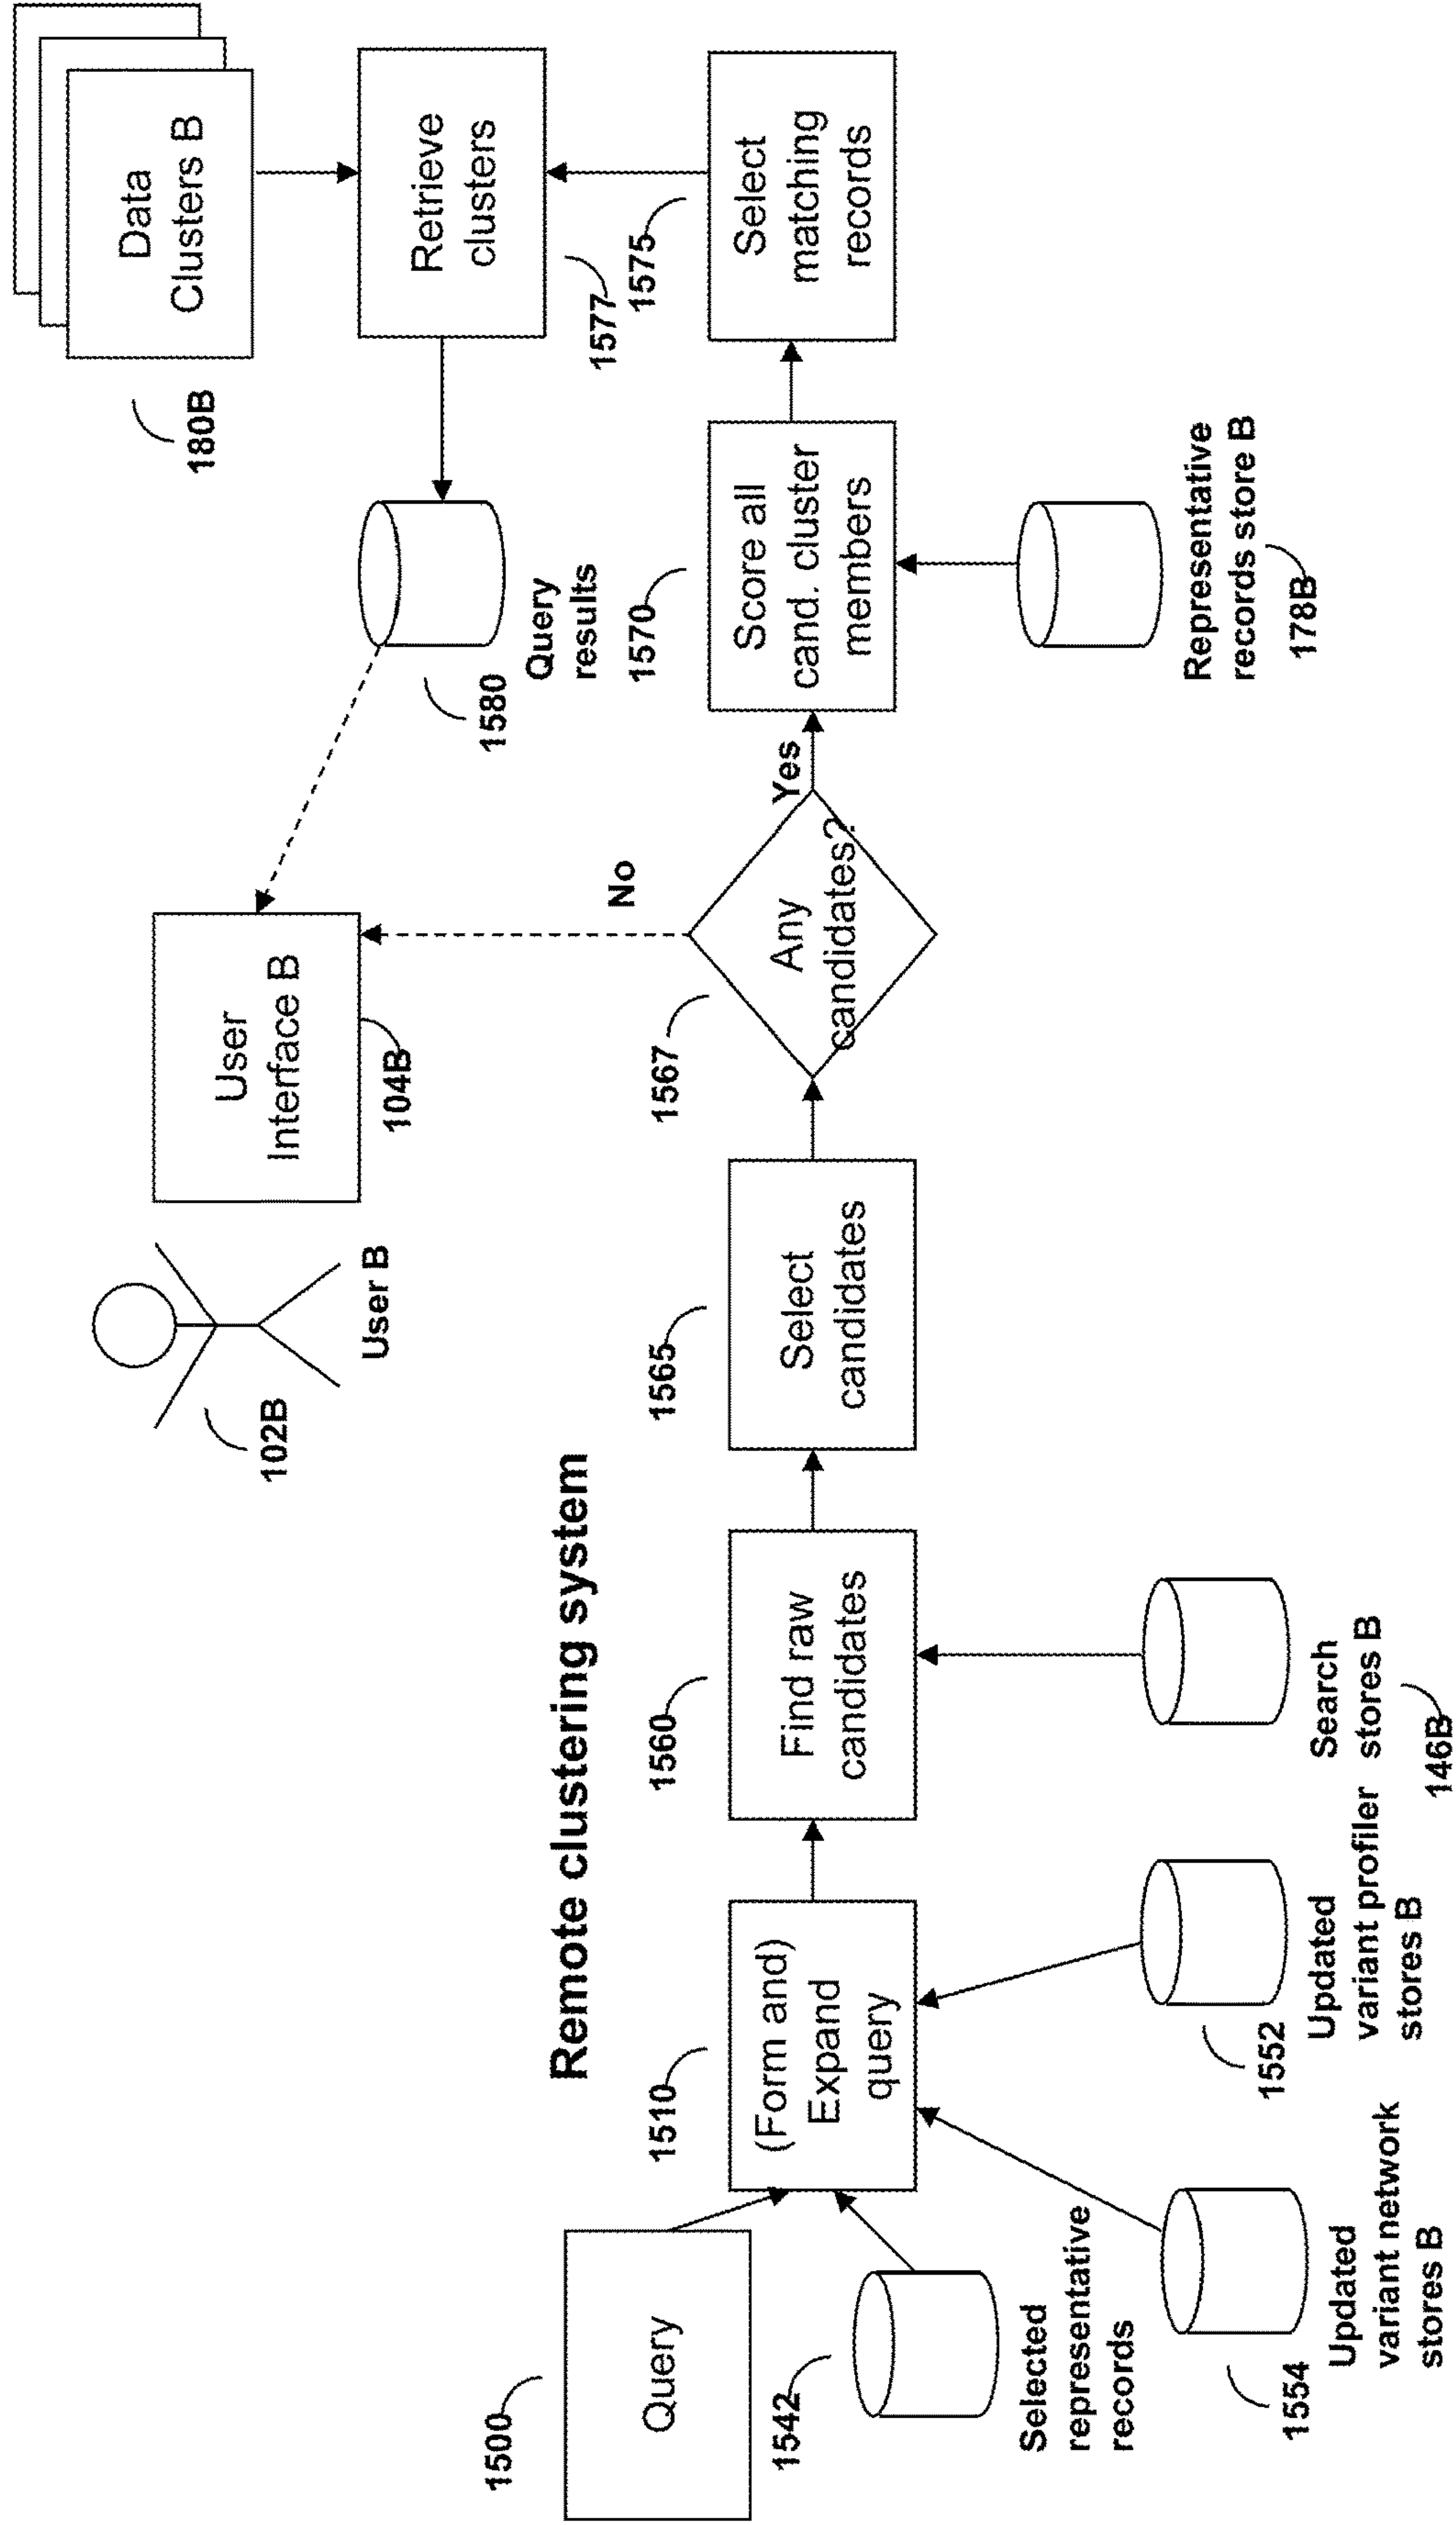 Remote clustering system
102B
User B
User
Interface B
104B
180B
Data
Clusters B
Retrieve
clusters
1577
1580
Query
results
No
1500
Query
1542
Selected
representative
records
1510
(Form and)
Expand
query
1554
Updated
variant network
stores B
1552
Updated
variant profiler
stores B
1560
Find raw
candidates
Search
stores B
146B
1565
Select
candidates
1567
Any
candidates?
Yes
1570
Score all
cand. cluster
members
Representative
records store B
178B
1575
Select
matching
records